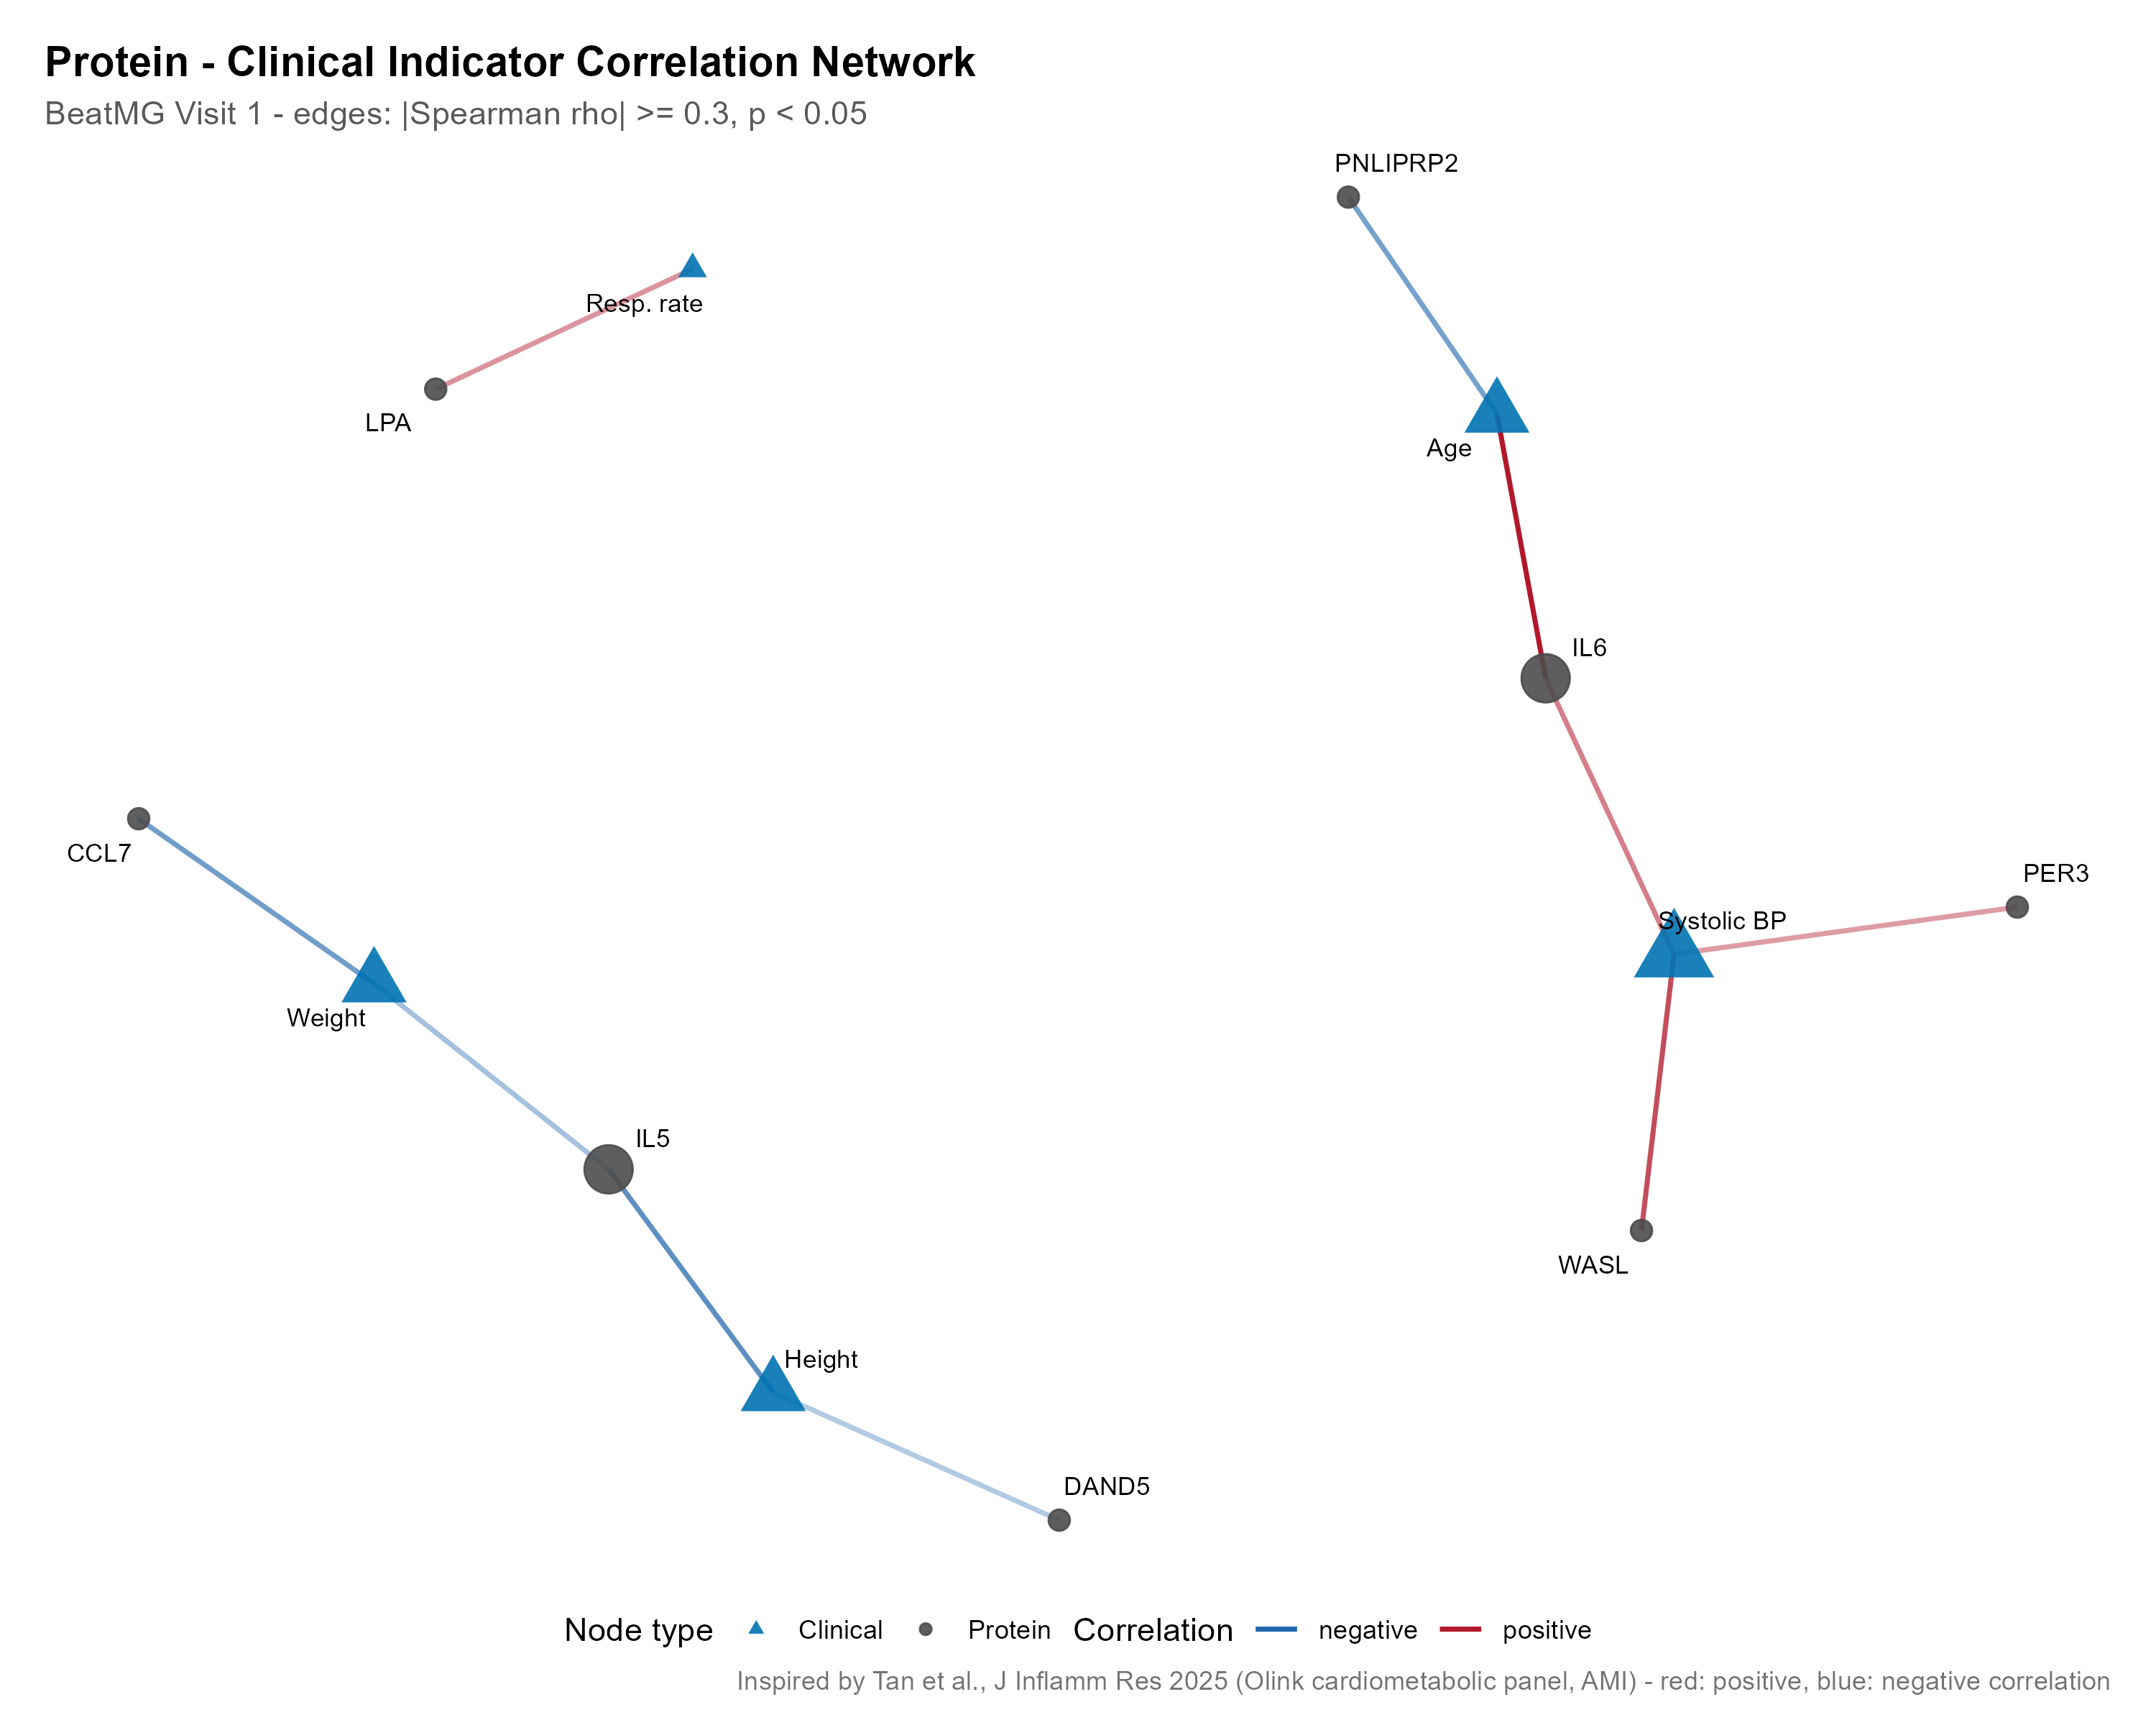 Protein - Clinical Indicator Correlation Network
BeatMG Visit 1 - edges: |Spearman rho| >= 0.3, p < 0.05
PNLIPRP2
Resp. rate
LPA
Age
IL6
CCL7
PER3
Systolic BP
Weight
IL5
WASL
Height
DAND5
Node type Clinical Protein Correlation negative positive
Inspired by Tan et al., J Inflamm Res 2025 (Olink cardiometabolic panel, AMI) - red: positive, blue: negative correlation